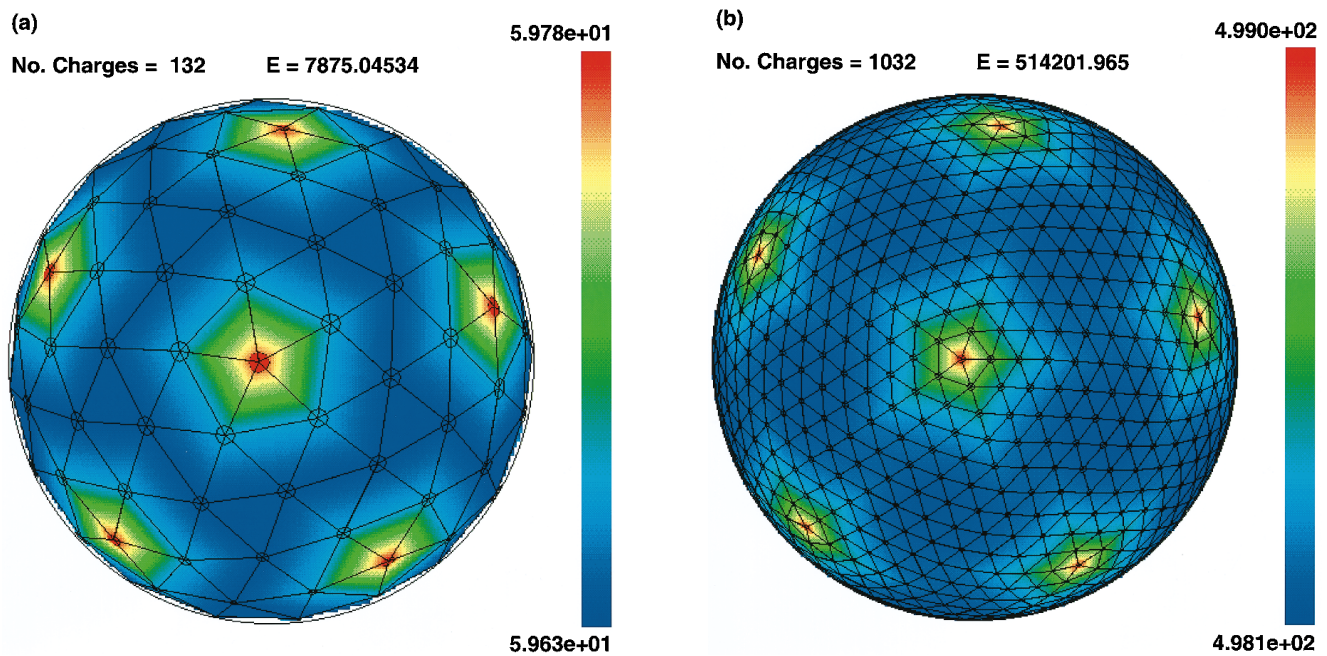 (a)
No. Charges = 132 E = 7875.04534
5.978e+01
5.963e+01
(b)
No. Charges = 1032 E = 514201.965
4.990e+02
4.981e+02